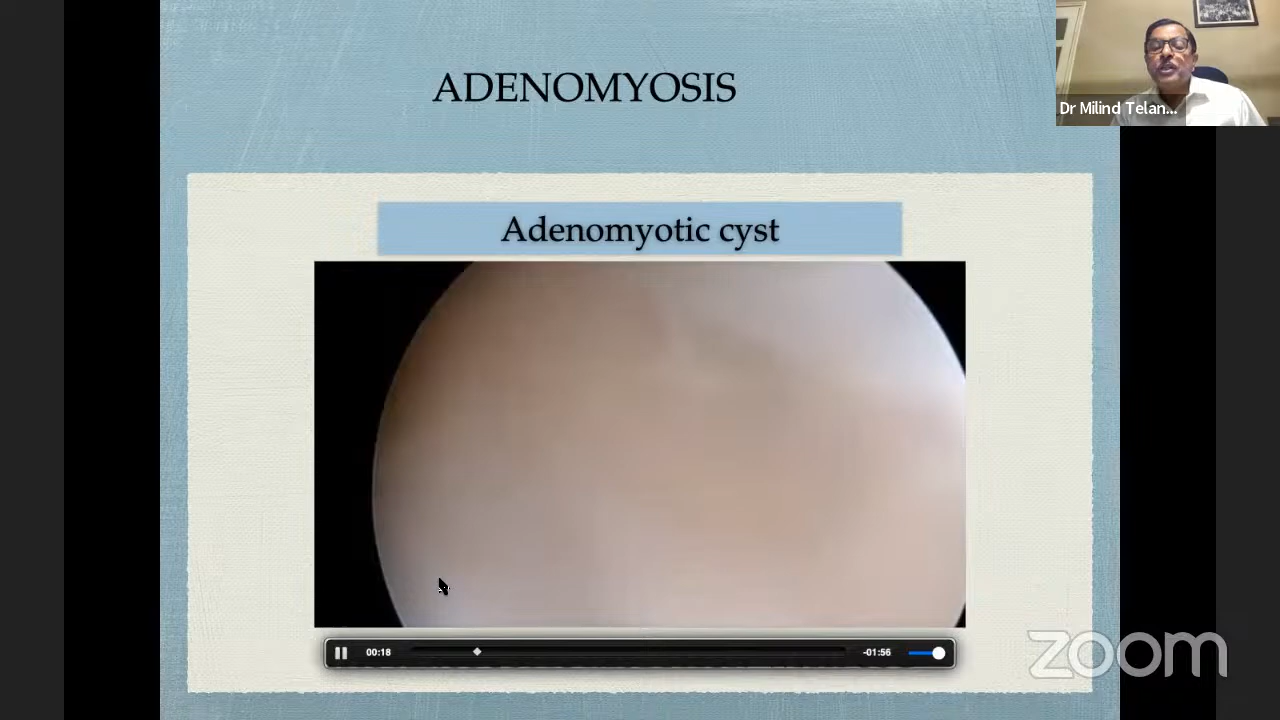 ADENOMYOSIS
Dr Milind Telan...
Adenomyotic cyst
00:18
-01:56
zoom